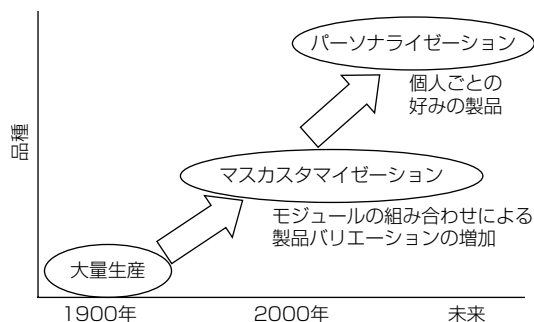 パーソナライゼーション
個人ごとの
好みの製品
品種
マスカスタマイゼーション
モジュールの組み合わせによる
製品バリエーションの増加
大量生産
1900年 2000年 未来